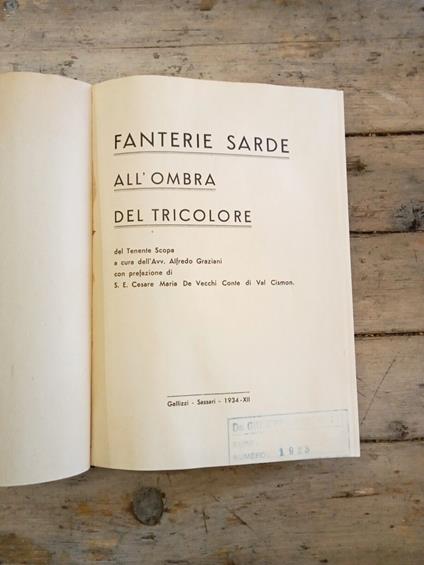 FANTERIE SARDE
ALL'OMBRA
DEL TRICOLORE
del Tenente Scopa
a cura dell'Avv. Alfredo Graziani
con prefazione di
S. E. Cesare Maria De Vecchi Conte di Val Cismon.
Gallizzi - Sassari - 1934-XII
NUMERO